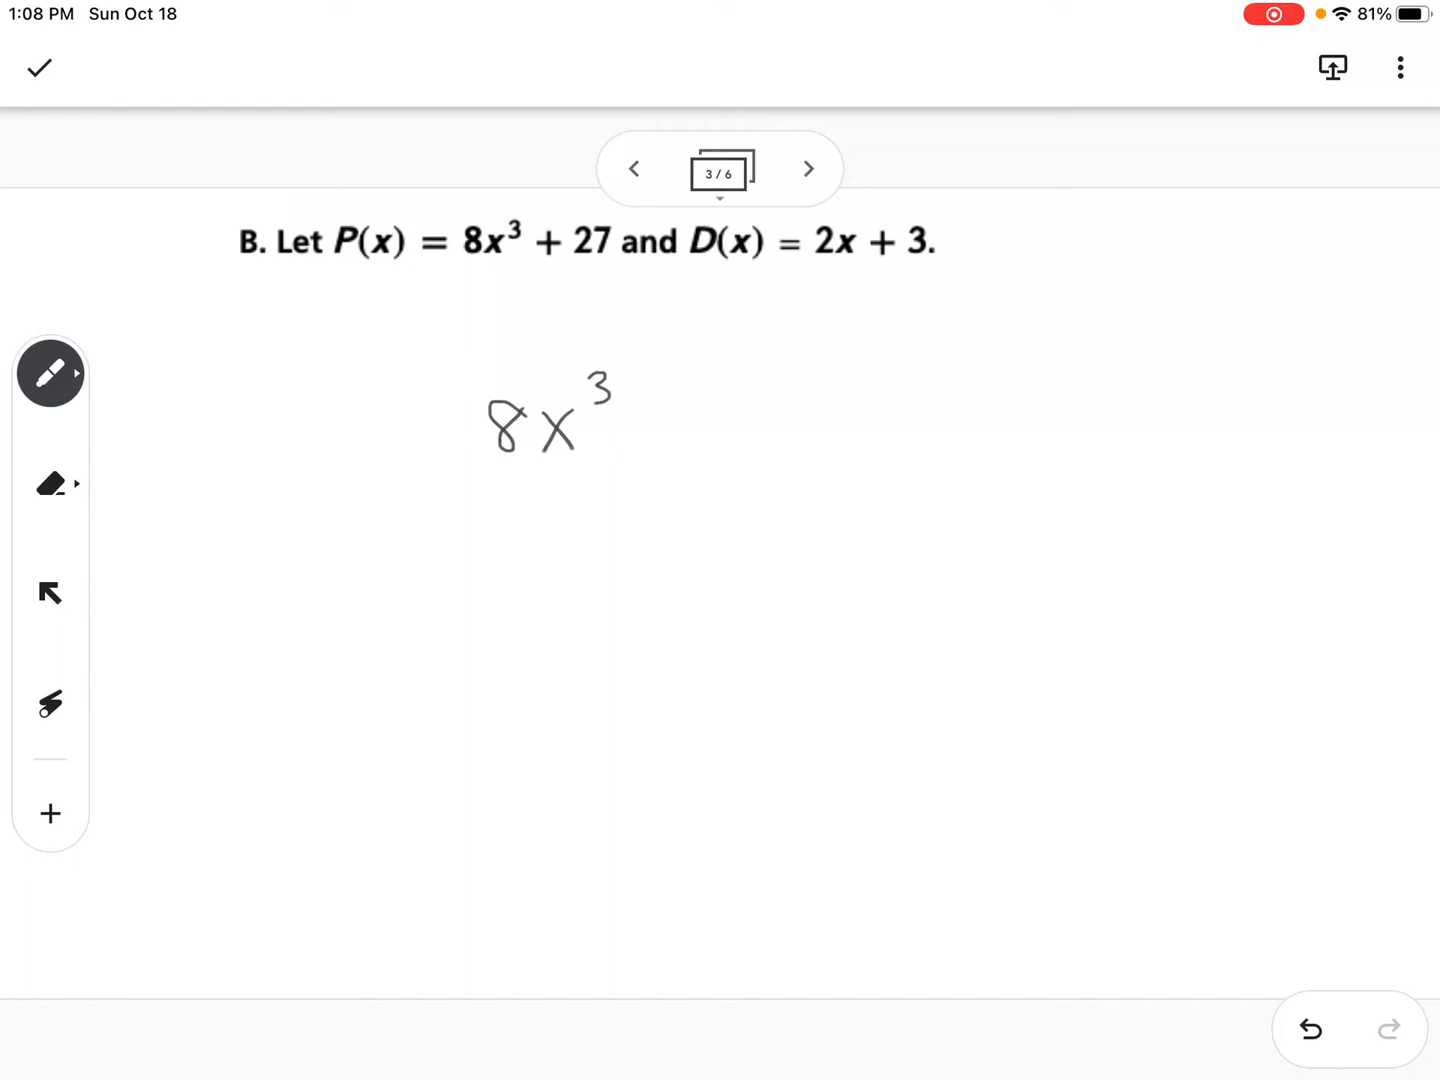 1:08 PM Sun Oct 18 81%
3 / 6
B. Let P(x) = 8x³ + 27 and D(x) = 2x + 3.
8x³